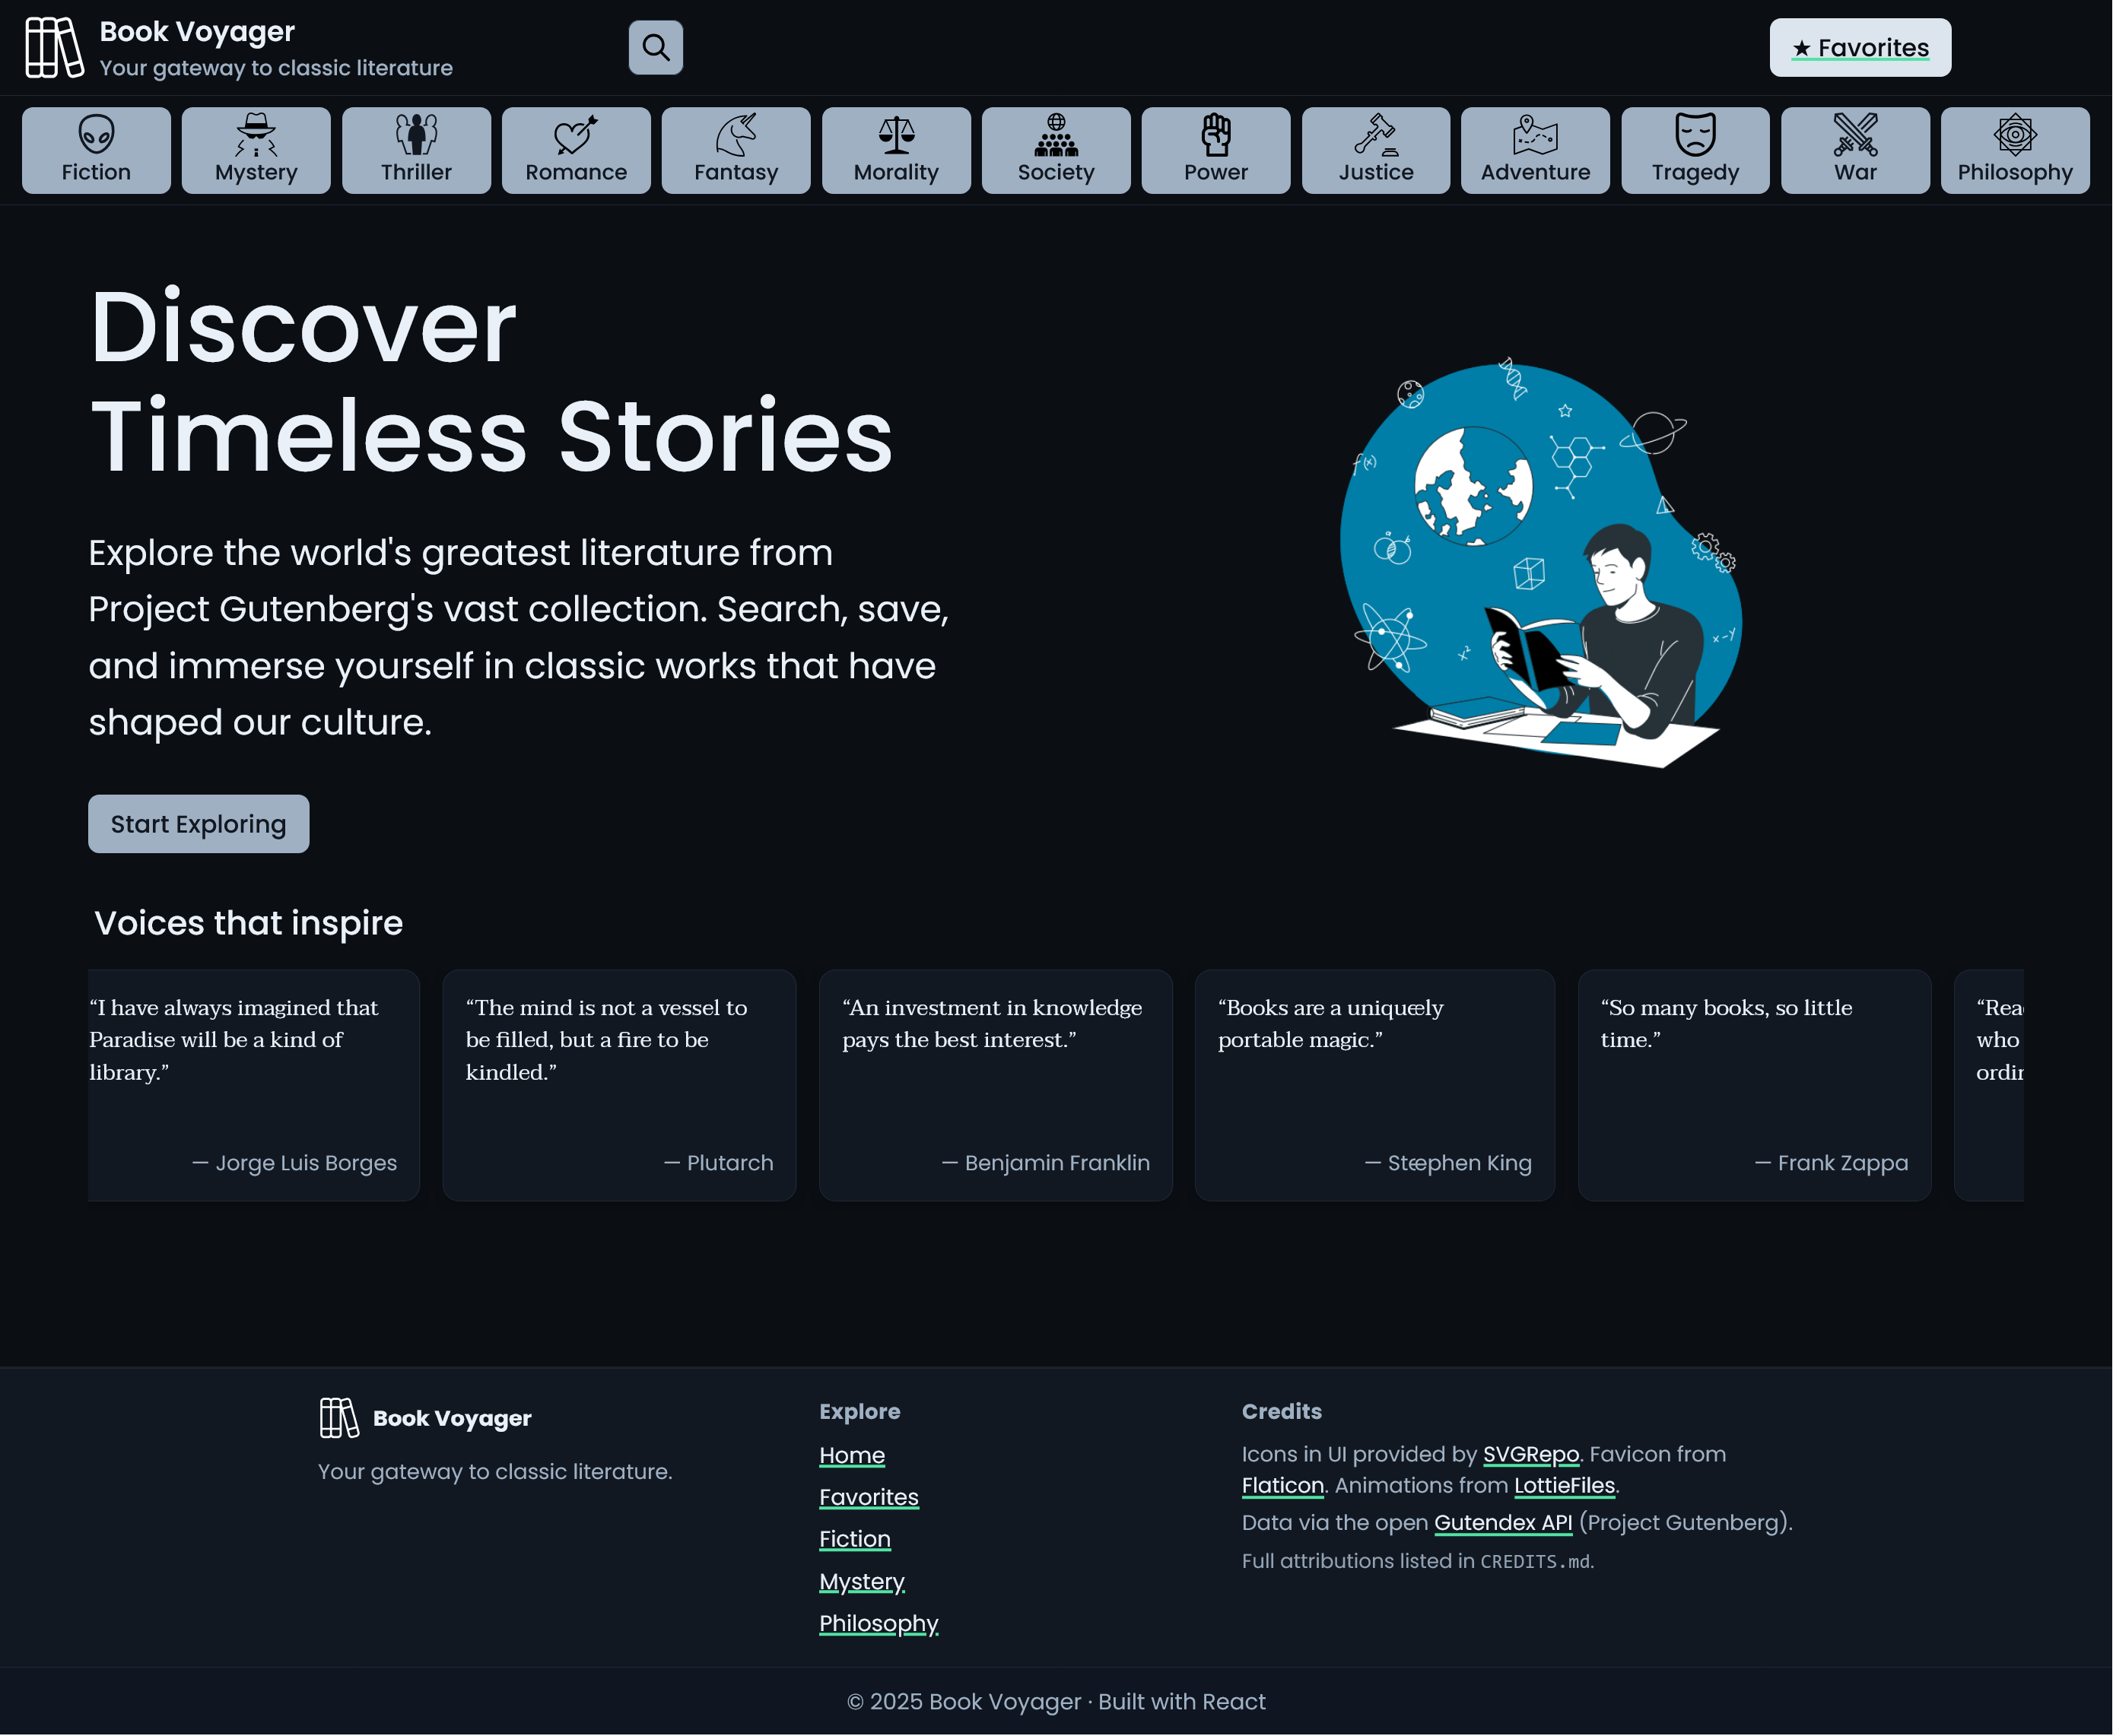 Book Voyager
Your gateway to classic literature
★ Favorites
Fiction
Mystery
Thriller
Romance
Fantasy
Morality
Society
Power
Justice
Adventure
Tragedy
War
Philosophy
Discover
Timeless Stories
f(x)
a
b
x²
x-y
Explore the world's greatest literature from
Project Gutenberg's vast collection. Search, save,
and immerse yourself in classic works that have
shaped our culture.
Start Exploring
Voices that inspire
“I have always imagined that
Paradise will be a kind of
library.”
— Jorge Luis Borges
“The mind is not a vessel to
be filled, but a fire to be
kindled.”
— Plutarch
“An investment in knowledge
pays the best interest.”
— Benjamin Franklin
“Books are a uniquely
portable magic.”
— Stephen King
“So many books, so little
time.”
— Frank Zappa
who
Book Voyager
Your gateway to classic literature.
Explore
Home
Favorites
Fiction
Mystery
Philosophy
Credits
Icons in UI provided by SVGRepo. Favicon from
Flaticon. Animations from LottieFiles.
Data via the open Gutendex API (Project Gutenberg).
Full attributions listed in CREDITS.md.
© 2025 Book Voyager · Built with React